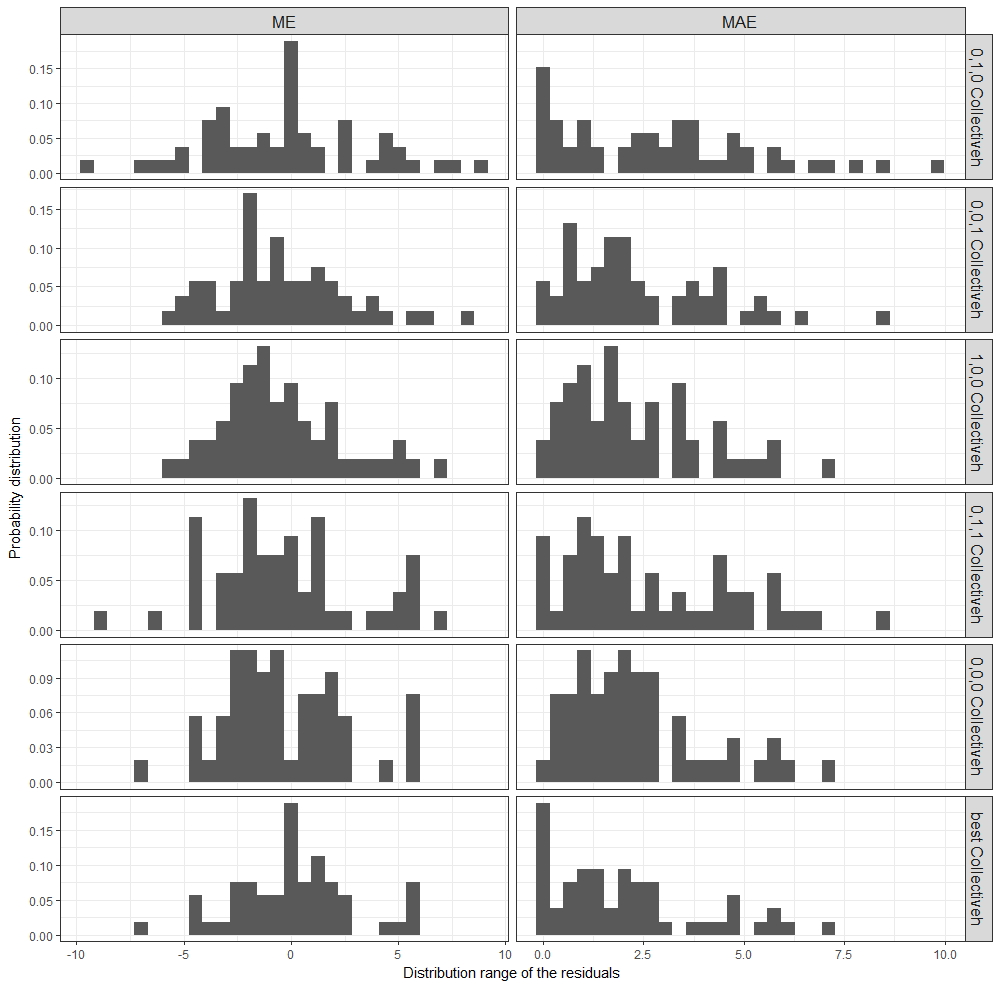 ME
MAE
0.15
0.10
0.05
0.00
0,1,0 Collectiveh
0.15
0.10
0.05
0.00
0,0,1 Collectiveh
0.10
0.05
0.00
1,0,0 Collectiveh
0.10
0.05
0.00
0,1,1 Collectiveh
0.09
0.06
0.03
0.00
0,0,0 Collectiveh
0.15
0.10
0.05
0.00
best Collectiveh
Probability distribution
-10 -5 0 5 10
0.0 2.5 5.0 7.5 10.0
Distribution range of the residuals